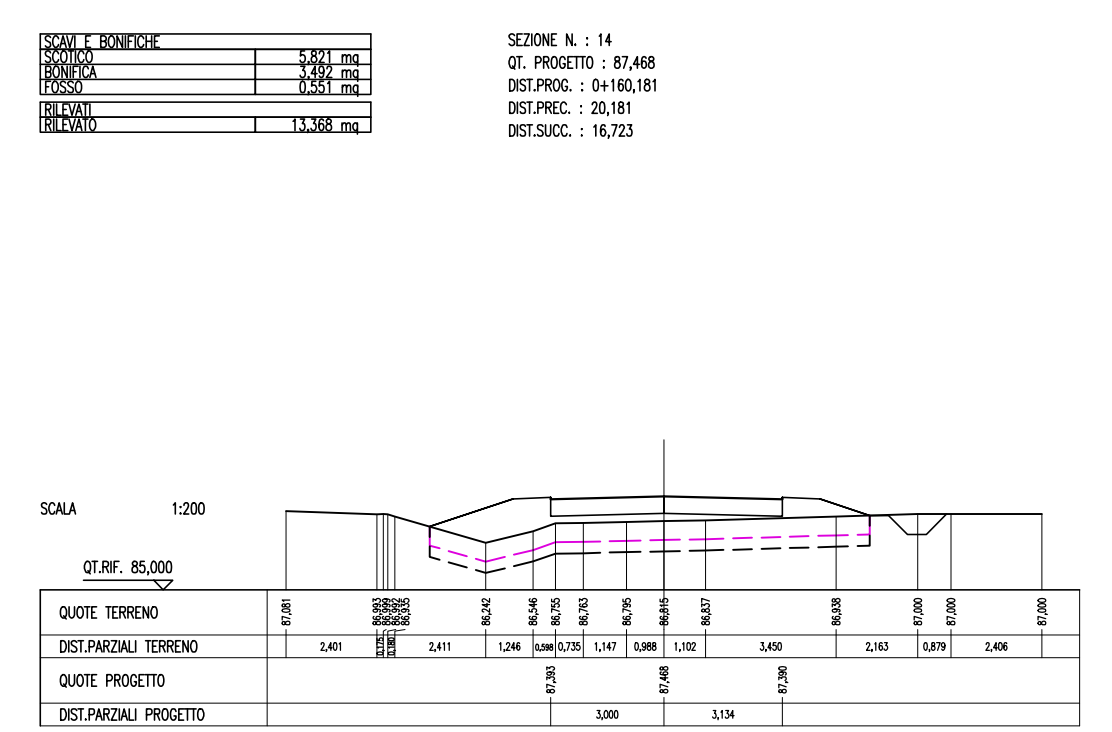 SCAVI E BONIFICHE
SCOTICO 5,821 mq
BONIFICA 3,492 mq
FOSSO 0,551 mq
RILEVATI
RILEVATO 13,368 mq
SEZIONE N. : 14
QT. PROGETTO : 87,468
DIST.PROG. : 0+160,181
DIST.PREC. : 20,181
DIST.SUCC. : 16,723
SCALA 1:200
QT.RIF. 85,000
QUOTE TERRENO 87,081 86,993 86,999 86,992 86,935 86,242 86,546 86,755 86,763 86,795 86,815 86,837 86,938 87,000 87,000 87,000
DIST.PARZIALI TERRENO 2,401 0,175 0,180 2,411 1,246 0,598 0,735 1,147 0,988 1,102 3,450 2,163 0,879 2,406
QUOTE PROGETTO 87,393 87,468 87,390
DIST.PARZIALI PROGETTO 3,000 3,134